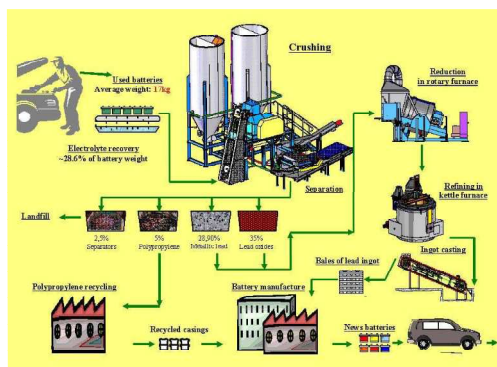 Crushing
Used batteries
Average weight: 17kg
Reduction
in rotary furnace
Electrolyte recovery
~28.6% of battery weight
Separation
Refining in
kettle furnace
Landfill
2,5%
Separators
5%
Polypropylene
28,90%
Metallic lead
35%
Lead oxides
Ingot casting
Bales of lead ingot
Polypropylene recycling
Battery manufacture
Recycled casings
News batteries